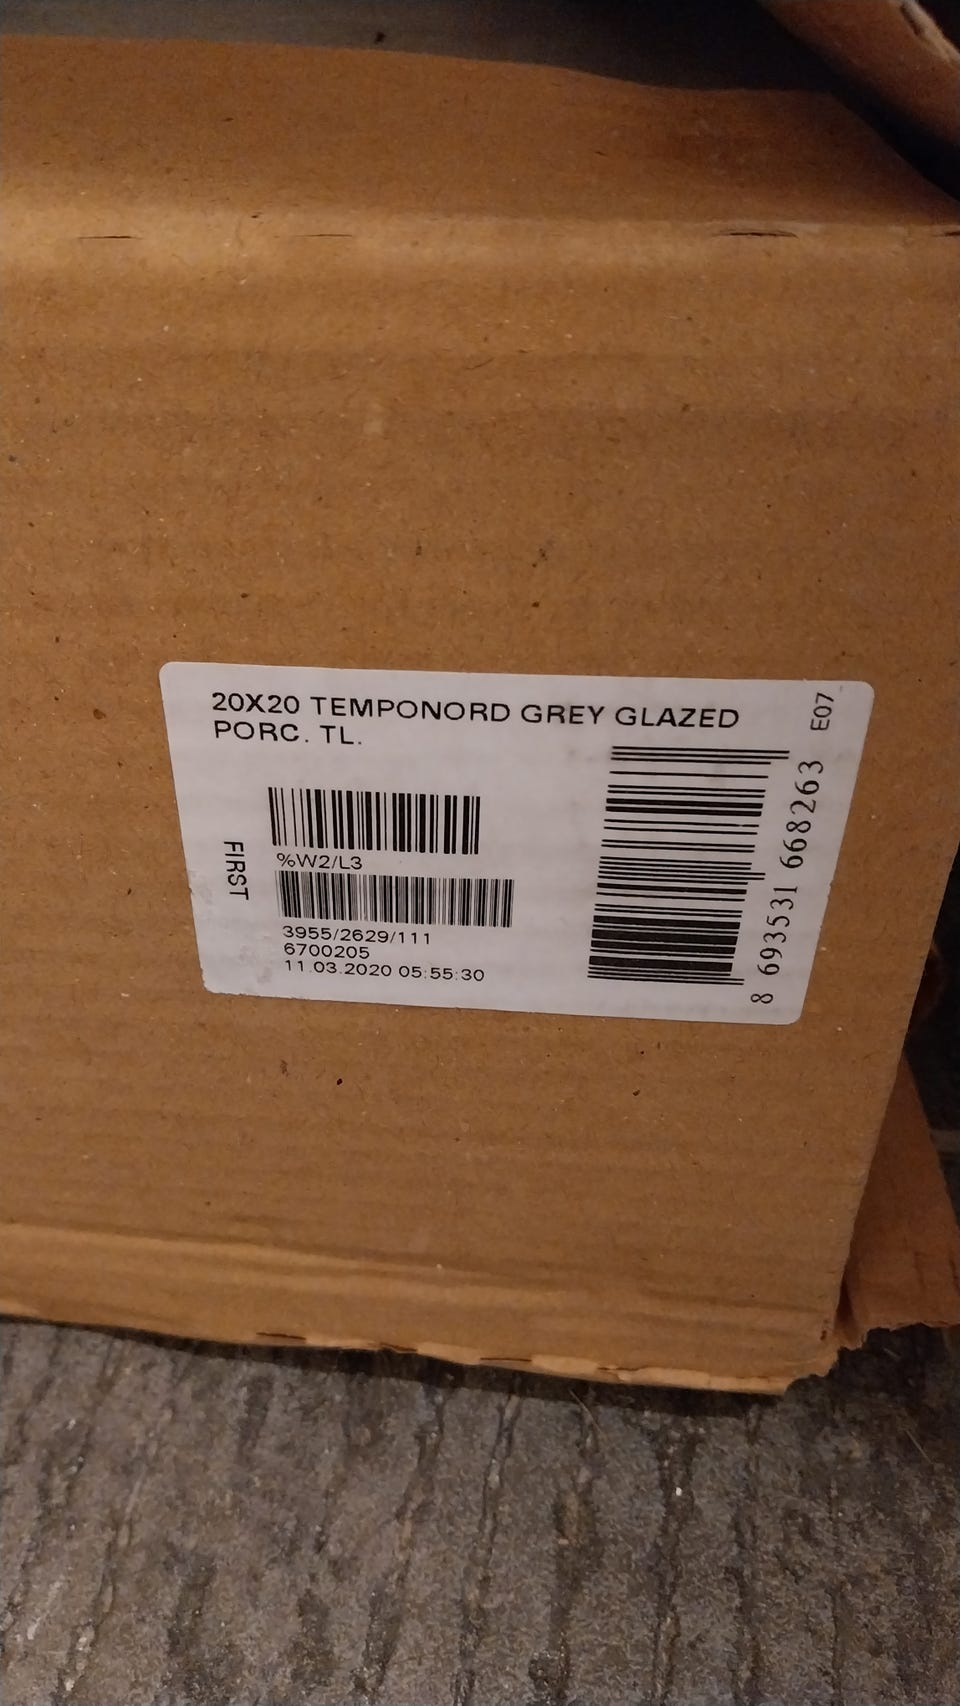 20X20 TEMPONORD GREY GLAZED
PORC. TL.
E07
FIRST
%W2/L3
3955/2629/111
6700205
11.03.2020 05:55:30
8 693531 668263